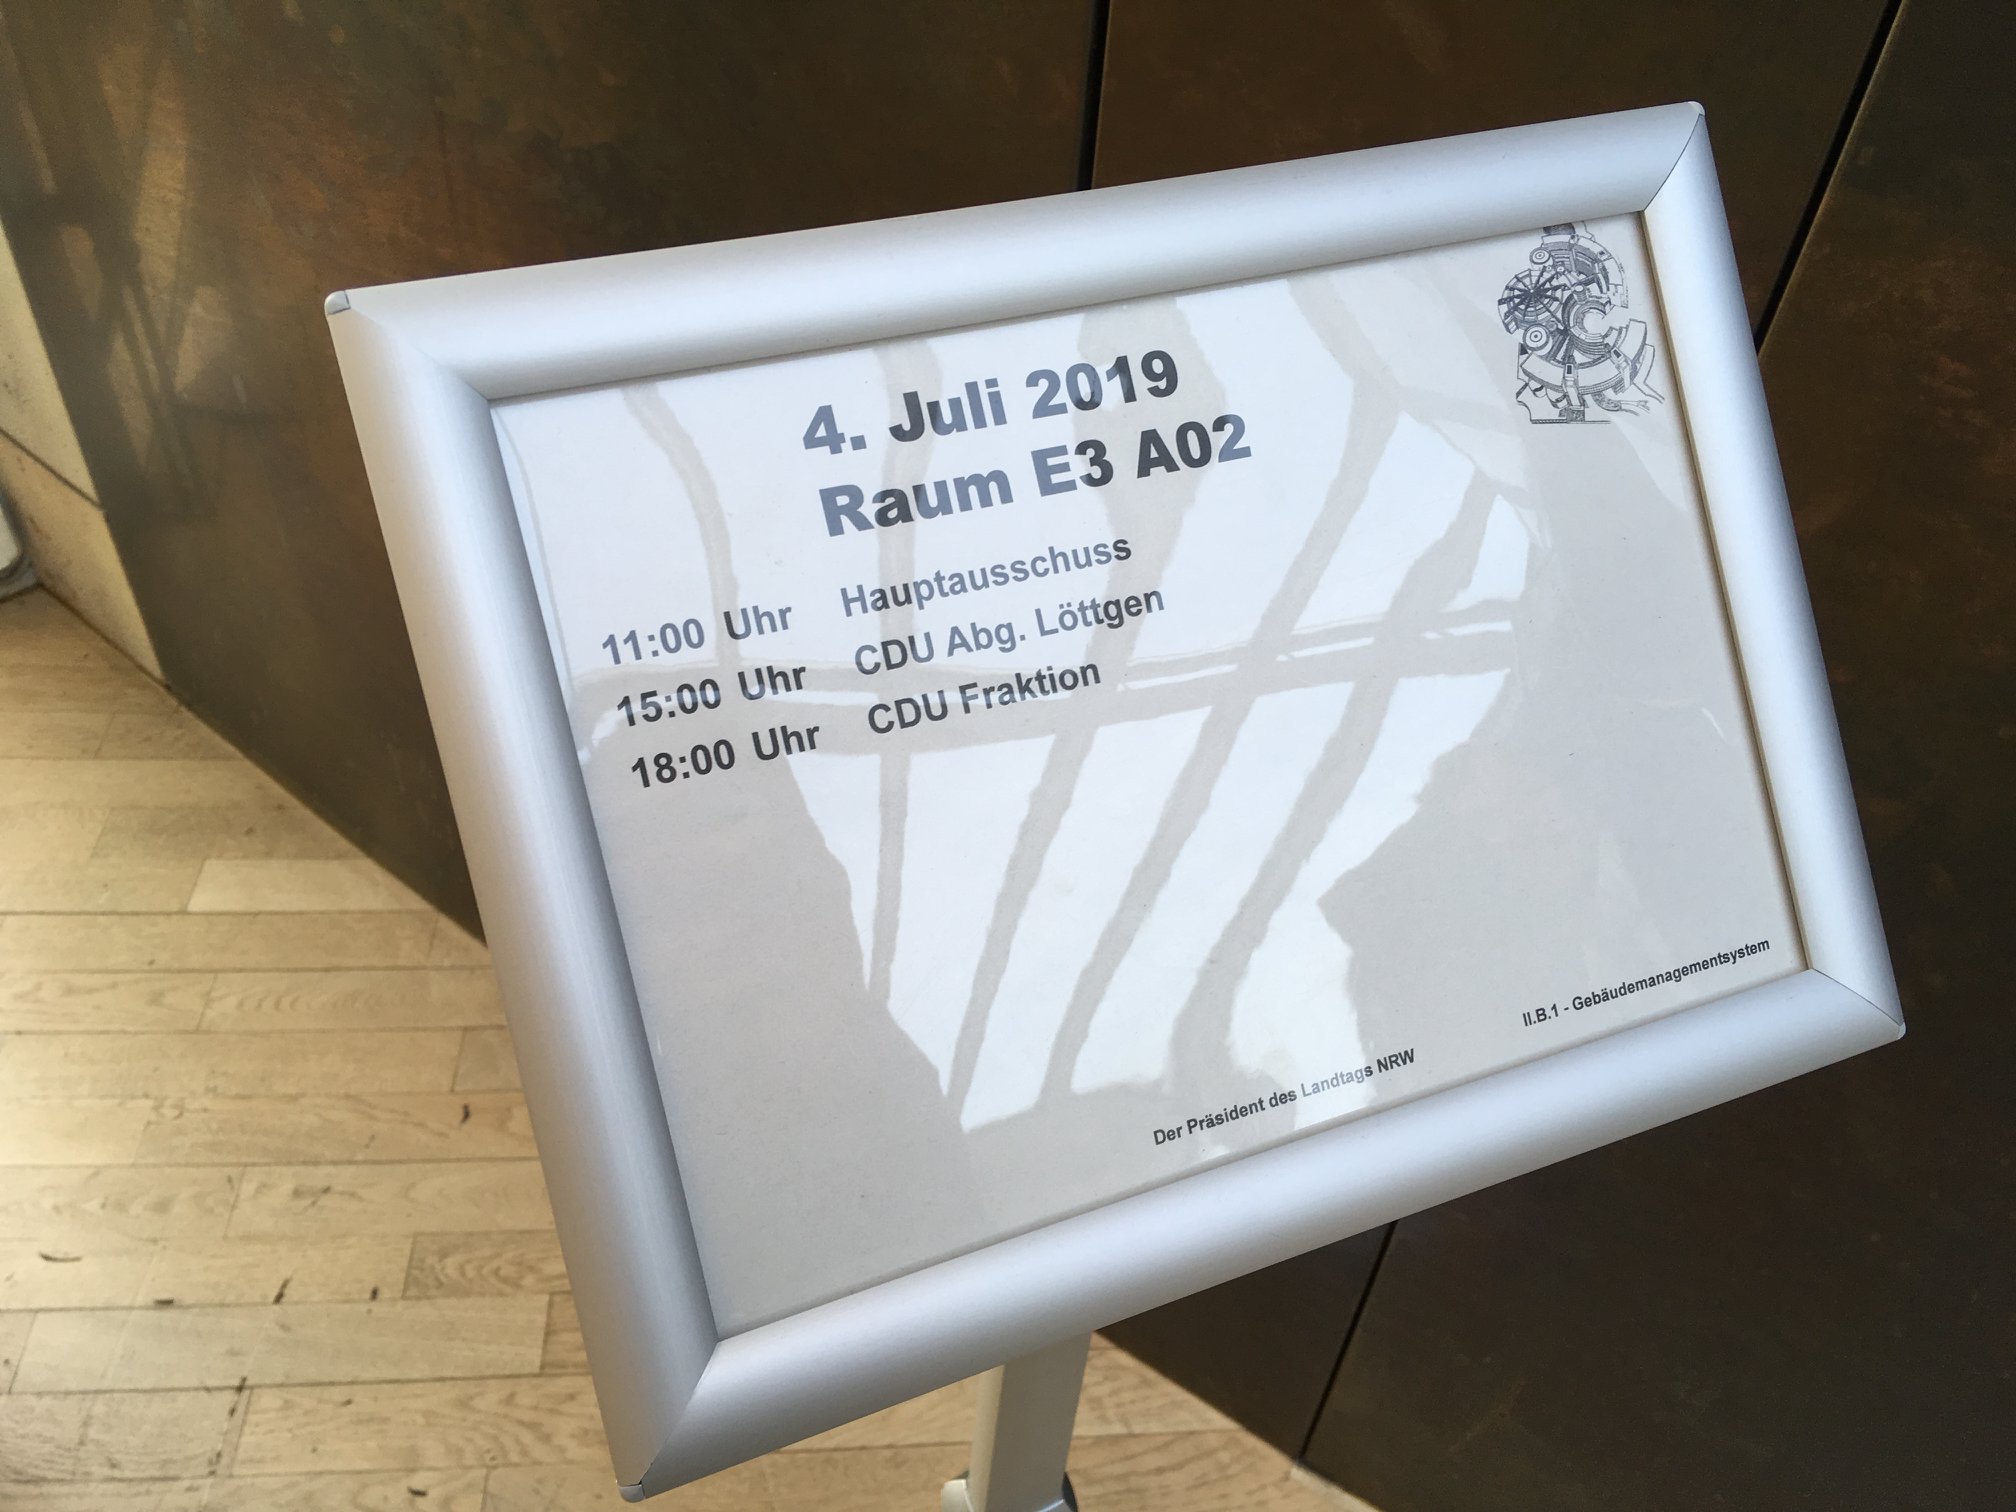 4. Juli 2019
Raum E3 A02
11:00 Uhr Hauptausschuss
15:00 Uhr CDU Abg. Löttgen
18:00 Uhr CDU Fraktion
II.B.1 - Gebäudemanagementsystem
Der Präsident des Landtags NRW